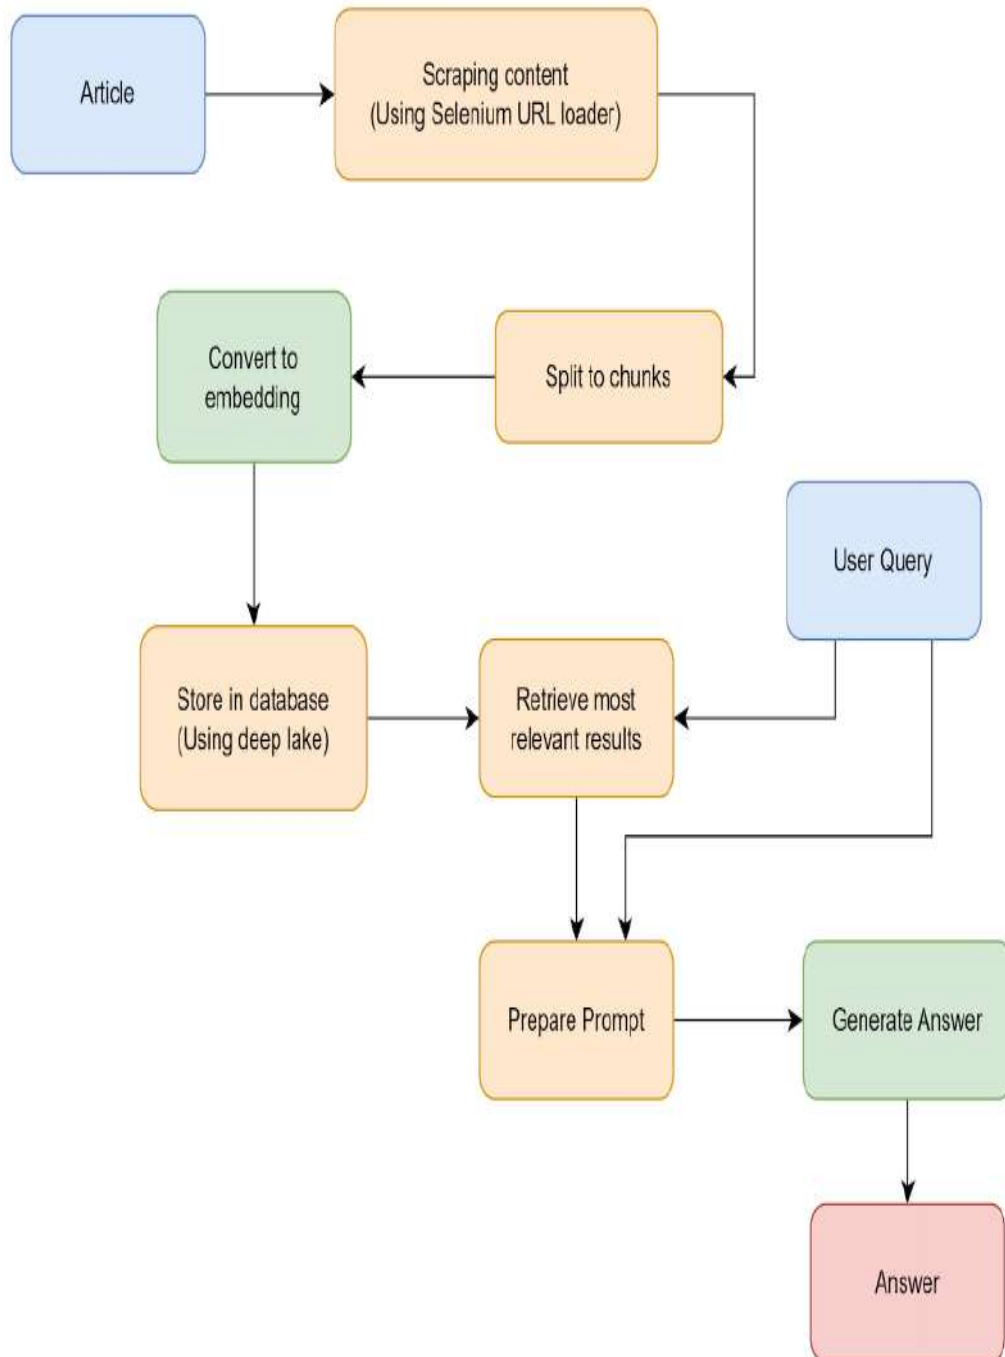 Article
Scraping content
(Using Selenium URL loader)
Convert to
embedding
Split to chunks
User Query
Store in database
(Using deep lake)
Retrieve most
relevant results
Prepare Prompt
Generate Answer
Answer